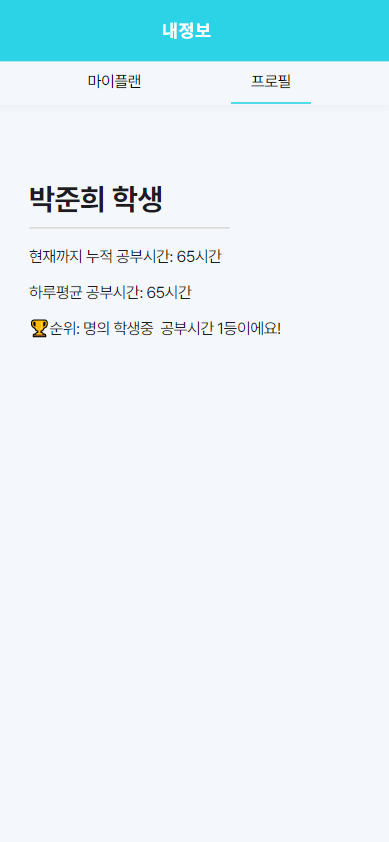 내정보
마이플랜 프로필
박준희 학생
현재까지 누적 공부시간: 65시간
하루평균 공부시간: 65시간
🏆순위: 명의 학생중  공부시간 1등이에요!